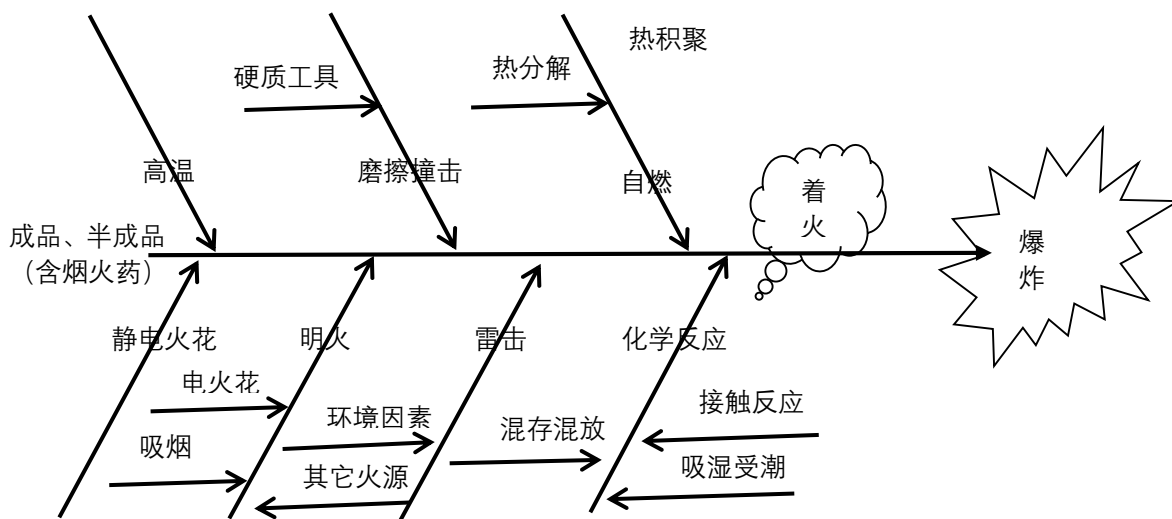 热积聚
硬质工具
热分解
高温
磨擦撞击
自燃
着
火
成品、半成品
（含烟火药）
爆
炸
静电火花
明火
雷击
化学反应
电火花
环境因素
接触反应
吸烟
混存混放
其它火源
吸湿受潮